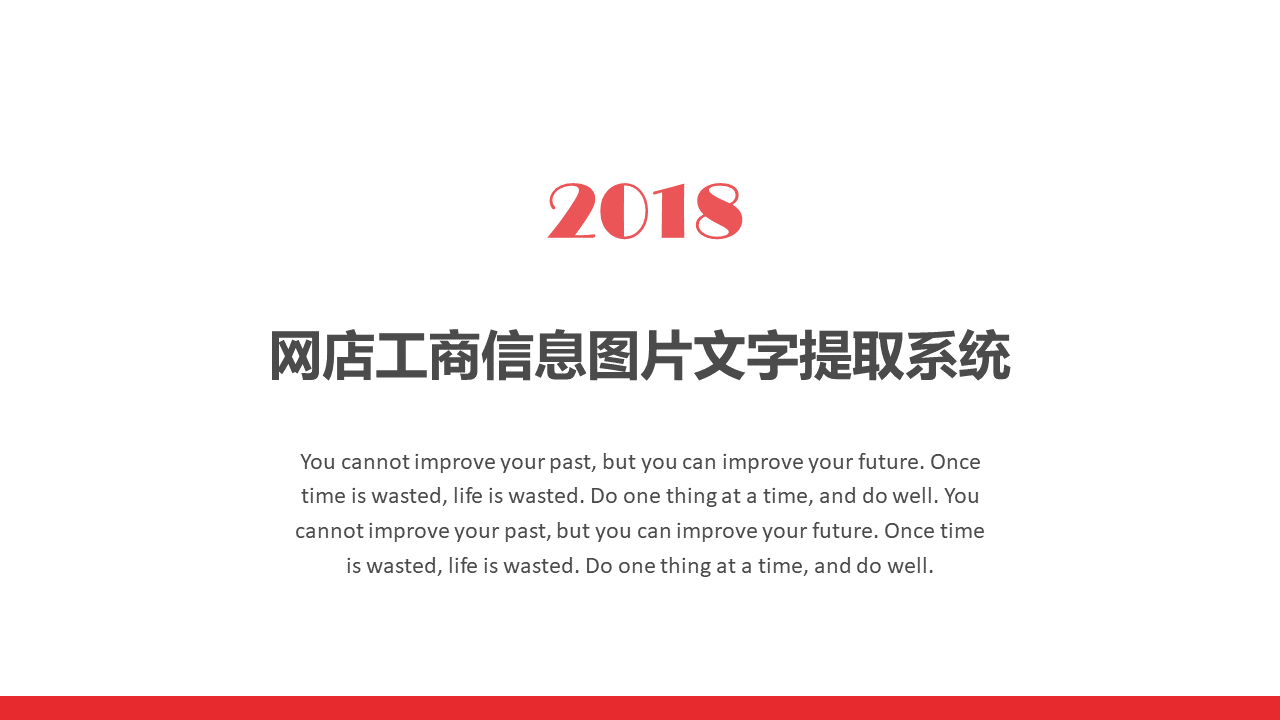 2018
网店工商信息图片文字提取系统
You cannot improve your past, but you can improve your future. Once
time is wasted, life is wasted. Do one thing at a time, and do well. You
cannot improve your past, but you can improve your future. Once time
is wasted, life is wasted. Do one thing at a time, and do well.